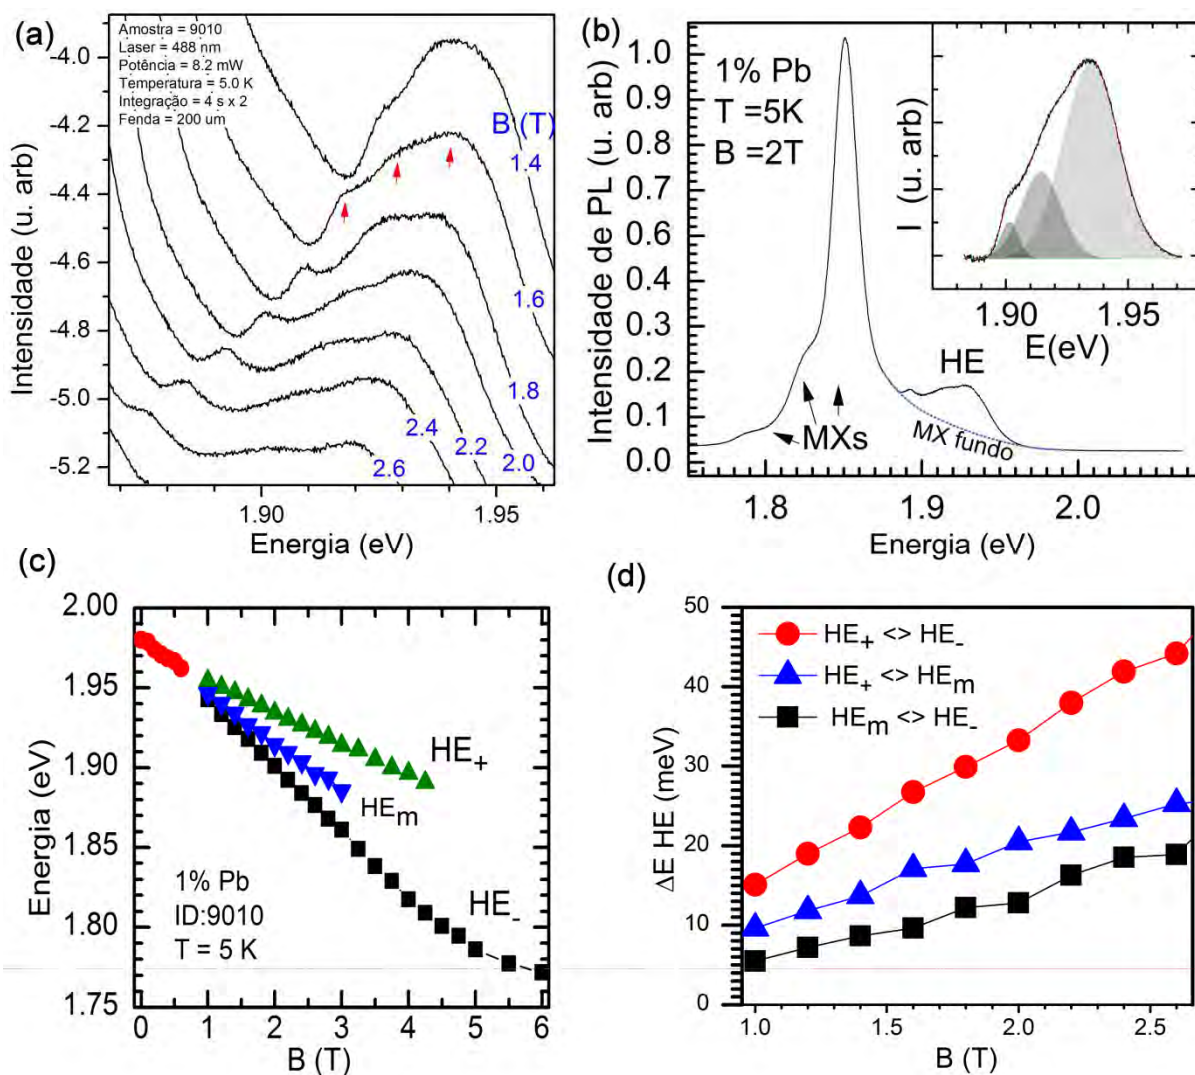 (a)
Amostra = 9010
Laser = 488 nm
Potência = 8.2 mW
Temperatura = 5.0 K
Integração = 4 s x 2
Fenda = 200 um
B (T)
1.4
1.6
1.8
2.0
2.2
2.4
2.6
-4.0
-4.2
-4.4
-4.6
-4.8
-5.0
-5.2
Intensidade (u. arb)
1.90
1.95
Energia (eV)
(b)
1% Pb
T =5K
B =2T
1.0
0.9
0.8
0.7
0.6
0.5
0.4
0.3
0.2
0.1
0.0
Intensidade de PL (u. arb)
HE
MXs
MX fundo
1.8
1.9
2.0
Energia (eV)
I (u. arb)
1.90
1.95
E(eV)
(c)
2.00
1.95
1.90
1.85
1.80
1.75
Energia (eV)
HE+
HEm
HE-
1% Pb
ID:9010
T = 5 K
0
1
2
3
4
5
6
B (T)
(d)
50
40
30
20
10
0
ΔE HE (meV)
HE+ <> HE-
HE+ <> HEm
HEm <> HE-
1.0
1.5
2.0
2.5
B (T)